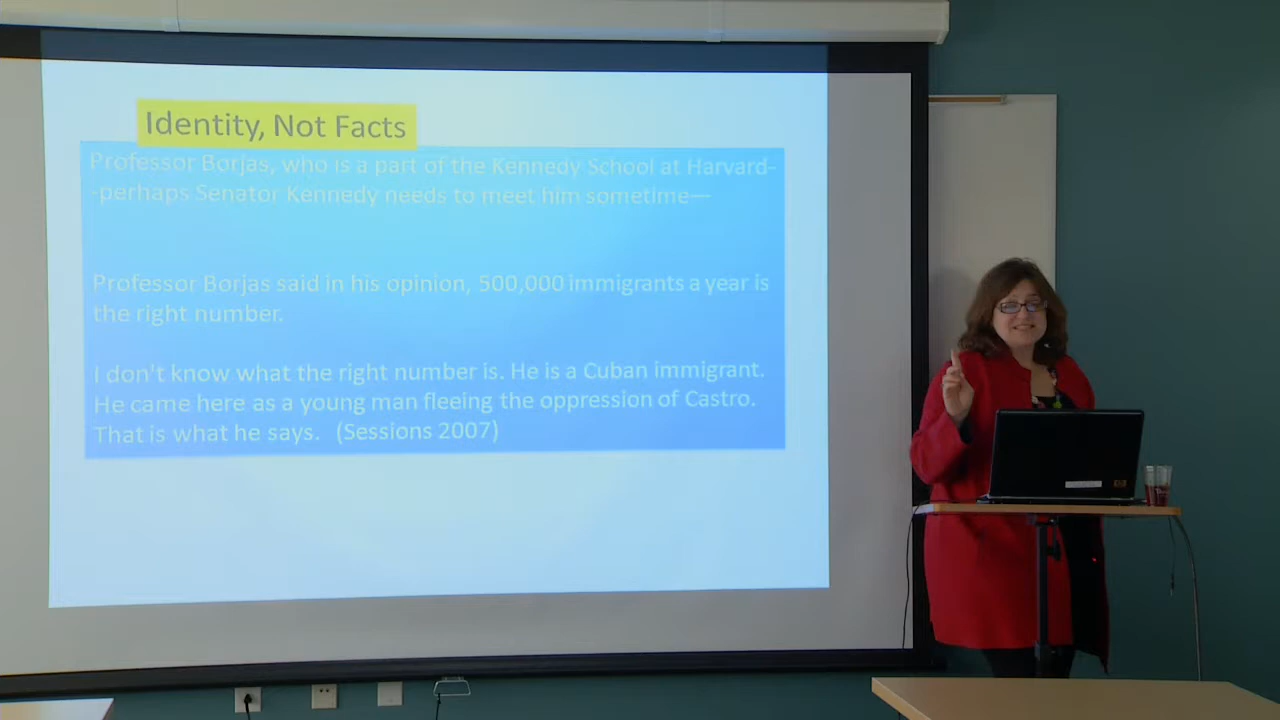 Identity, Not Facts
Professor Borjas, who is a part of the Kennedy School at Harvard-
-perhaps Senator Kennedy needs to meet him sometime—
Professor Borjas said in his opinion, 500,000 immigrants a year is
the right number.
I don't know what the right number is. He is a Cuban immigrant.
He came here as a young man fleeing the oppression of Castro.
That is what he says. (Sessions 2007)